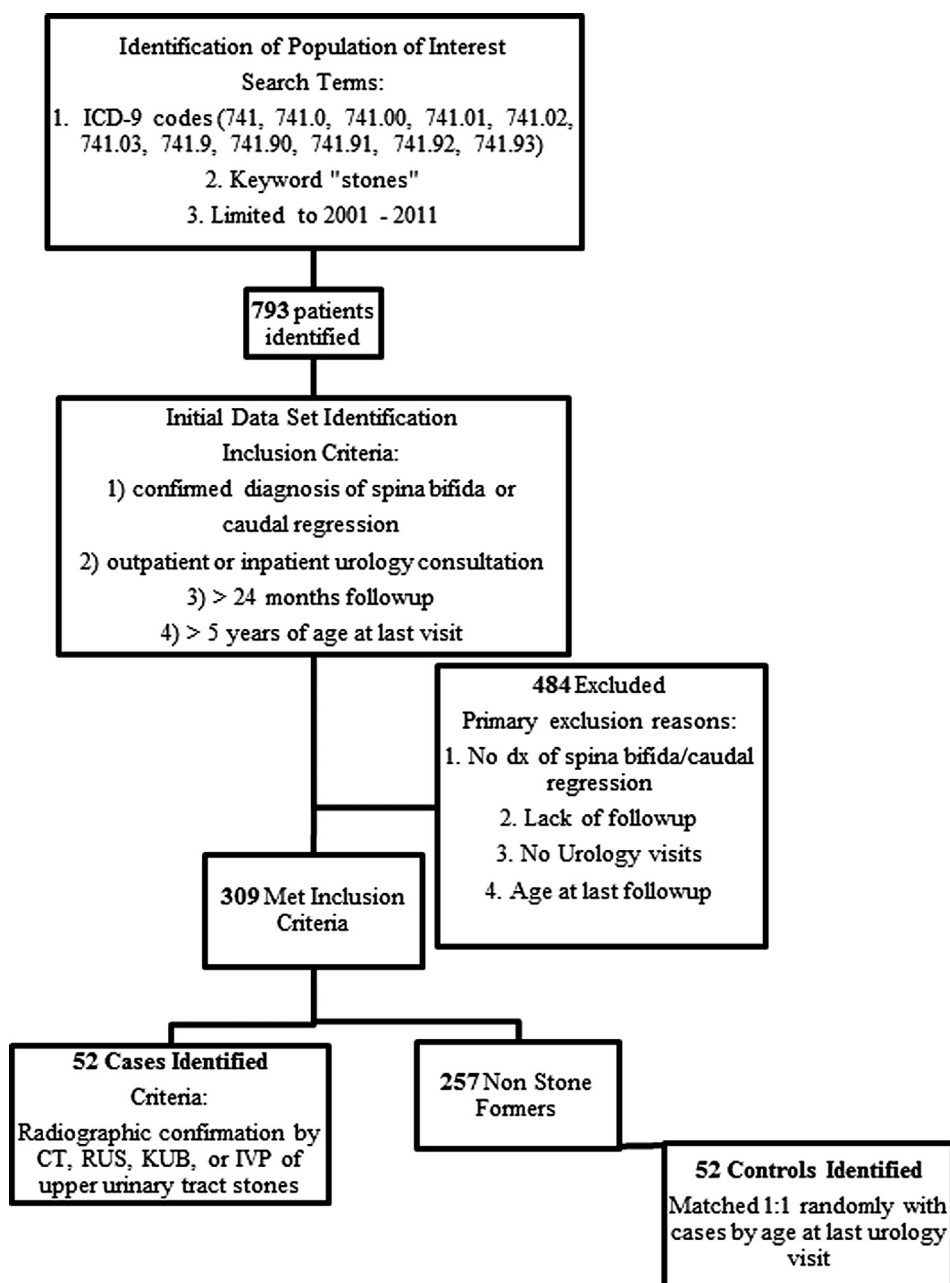 Identification of Population of Interest
Search Terms:
1. ICD-9 codes (741, 741.0, 741.00, 741.01, 741.02,
741.03, 741.9, 741.90, 741.91, 741.92, 741.93)
2. Keyword "stones"
3. Limited to 2001 - 2011
793 patients
identified
Initial Data Set Identification
Inclusion Criteria:
1) confirmed diagnosis of spina bifida or
caudal regression
2) outpatient or inpatient urology consultation
3) > 24 months followup
4) > 5 years of age at last visit
484 Excluded
Primary exclusion reasons:
1. No dx of spina bifida/caudal
regression
2. Lack of followup
3. No Urology visits
4. Age at last followup
309 Met Inclusion
Criteria
52 Cases Identified
Criteria:
Radiographic confirmation by
CT, RUS, KUB, or IVP of
upper urinary tract stones
257 Non Stone
Formers
52 Controls Identified
Matched 1:1 randomly with
cases by age at last urology
visit